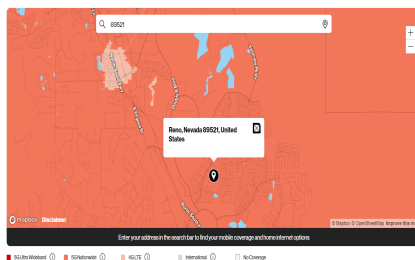 89521
Reno, Nevada 89521, United
States
mapbox Disclaimer
© Mapbox © OpenStreetMap Improve this m
Enter your address in the search bar to find your mobile coverage and home internet options
5G Ultra Wideband
5G Nationwide
4G LTE
International
No Coverage